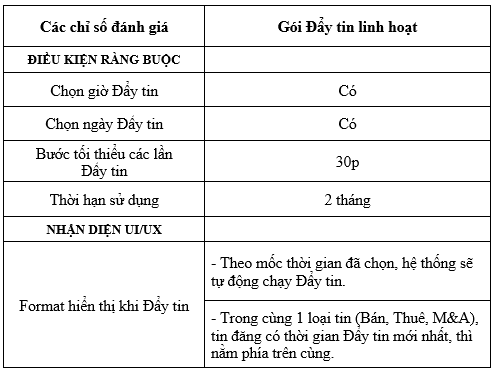 Các chỉ số đánh giá
Gói Đẩy tin linh hoạt
ĐIỀU KIỆN RÀNG BUỘC
Chọn giờ Đẩy tin
Có
Chọn ngày Đẩy tin
Có
Bước tối thiểu các lần
Đẩy tin
30p
Thời hạn sử dụng
2 tháng
NHẬN DIỆN UI/UX
Format hiển thị khi Đẩy tin
- Theo mốc thời gian đã chọn, hệ thống sẽ
tự động chạy Đẩy tin.
- Trong cùng 1 loại tin (Bán, Thuê, M&A),
tin đăng có thời gian Đẩy tin mới nhất, thì
nằm phía trên cùng.